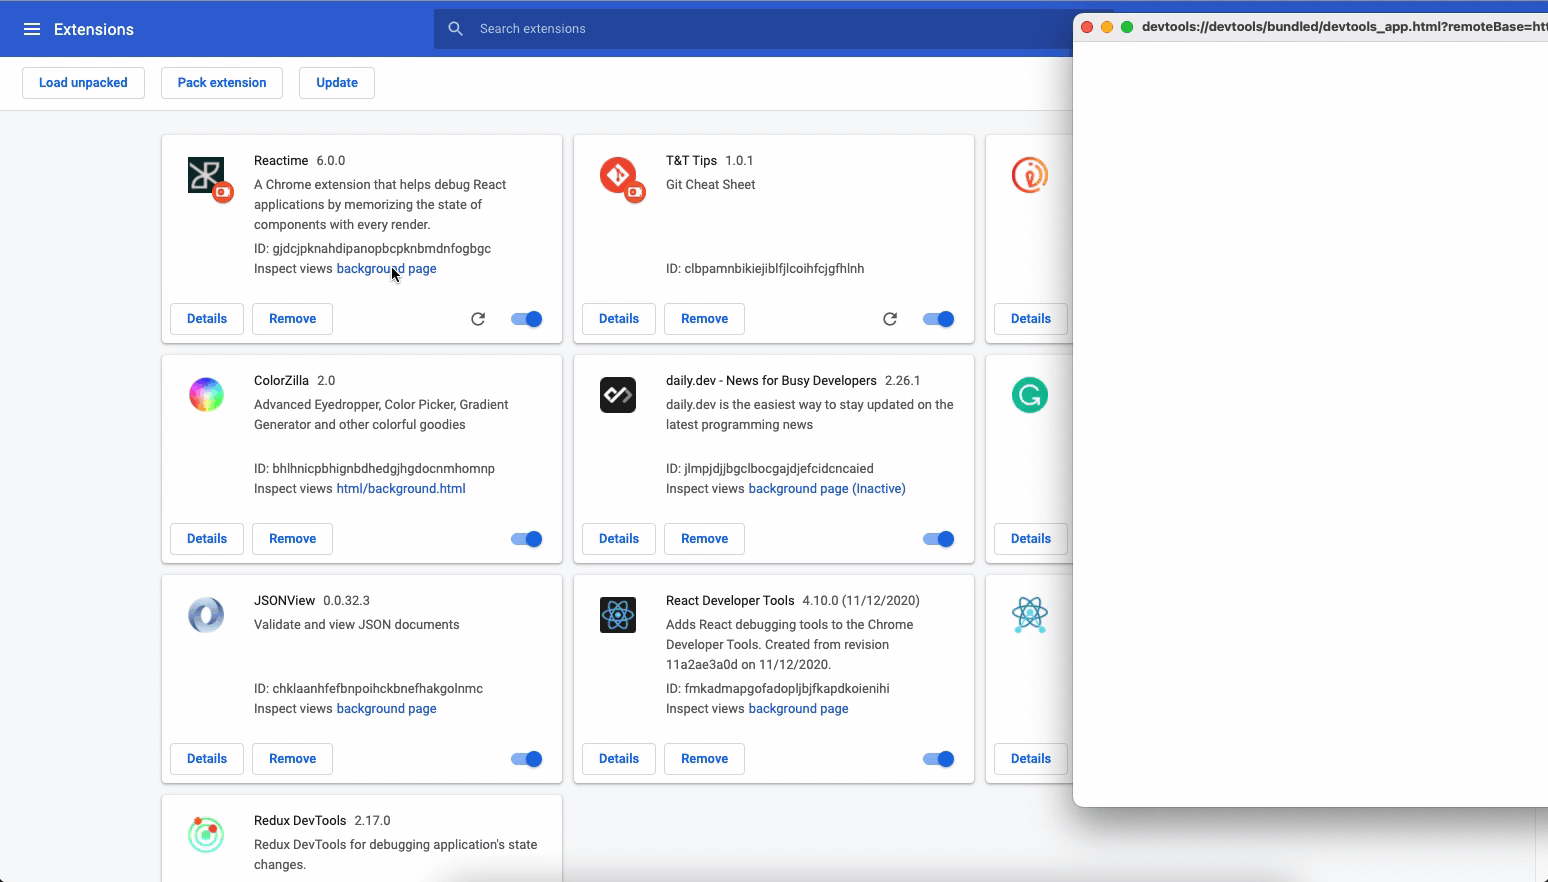 Extensions
Search extensions
devtools://devtools/bundled/devtools_app.html?remoteBase=htt
Load unpacked
Pack extension
Update
Reactime 6.0.0
A Chrome extension that helps debug React
applications by memorizing the state of
components with every render.
ID: gjdcjpknahdipanopbcpknbmdnfogbgc
Inspect views background page
Details
Remove
T&T Tips 1.0.1
Git Cheat Sheet
ID: clbpamnbikiejiblfjlcoihfcjgfhlnh
Details
Remove
Details
ColorZilla 2.0
Advanced Eyedropper, Color Picker, Gradient
Generator and other colorful goodies
ID: bhlhnicpbhignbdhedgjhgdocnmhomnp
Inspect views html/background.html
Details
Remove
daily.dev - News for Busy Developers 2.26.1
daily.dev is the easiest way to stay updated on the
latest programming news
ID: jlmpjdjjbgclbocgajdjefcidcncaied
Inspect views background page (Inactive)
Details
Remove
Details
JSONView 0.0.32.3
Validate and view JSON documents
ID: chklaanhfefbnpoihckbnefhakgolnmc
Inspect views background page
Details
Remove
React Developer Tools 4.10.0 (11/12/2020)
Adds React debugging tools to the Chrome
Developer Tools. Created from revision
11a2ae3a0d on 11/12/2020.
ID: fmkadmapgofadopljbjfkapdkoienihi
Inspect views background page
Details
Remove
Details
Redux DevTools 2.17.0
Redux DevTools for debugging application's state
changes.